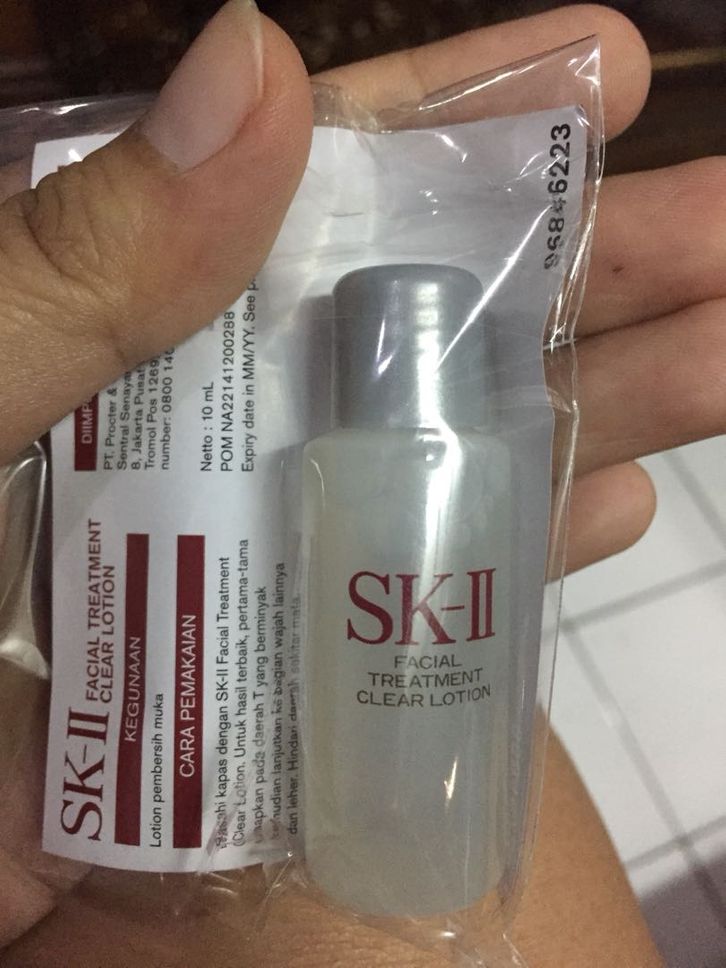 SK-II
FACIAL TREATMENT
CLEAR LOTION
KEGUNAAN
Lotion pembersih muka
CARA PEMAKAIAN
kapas dengan SK-II Facial Treatment
Clear Lotion. Untuk hasil terbaik, pertama-tama
usapkan pada daerah T yang berminyak
kemudian lanjutkan ke bagian wajah lainnya
dan leher. Hindari daerah sekitar mata.
PT. Procter &
Sentral Senayan
8, Jakarta Pusat
Tromol Pos 1269,
number: 0800 140
Netto : 10 mL
POM NA22141200288
Expiry date in MM/YY. See
96846223
SK-II
FACIAL
TREATMENT
CLEAR LOTION